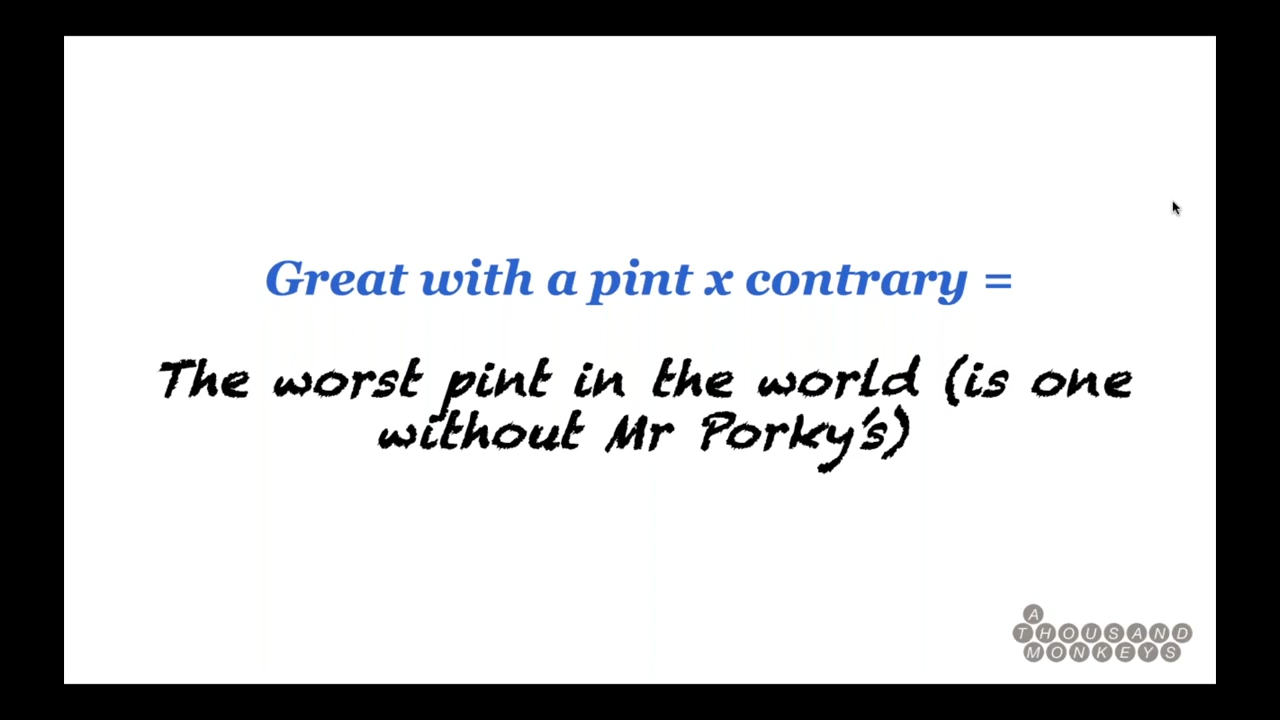 Great with a pint x contrary =
The worst pint in the world (is one
without Mr Porky's)
A
THOUSAND
MONKEYS